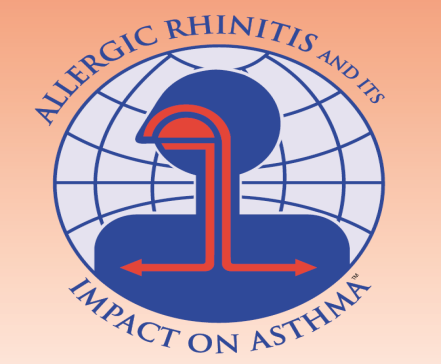 ALLERGIC RHINITIS AND ITS
IMPACT ON ASTHMA™